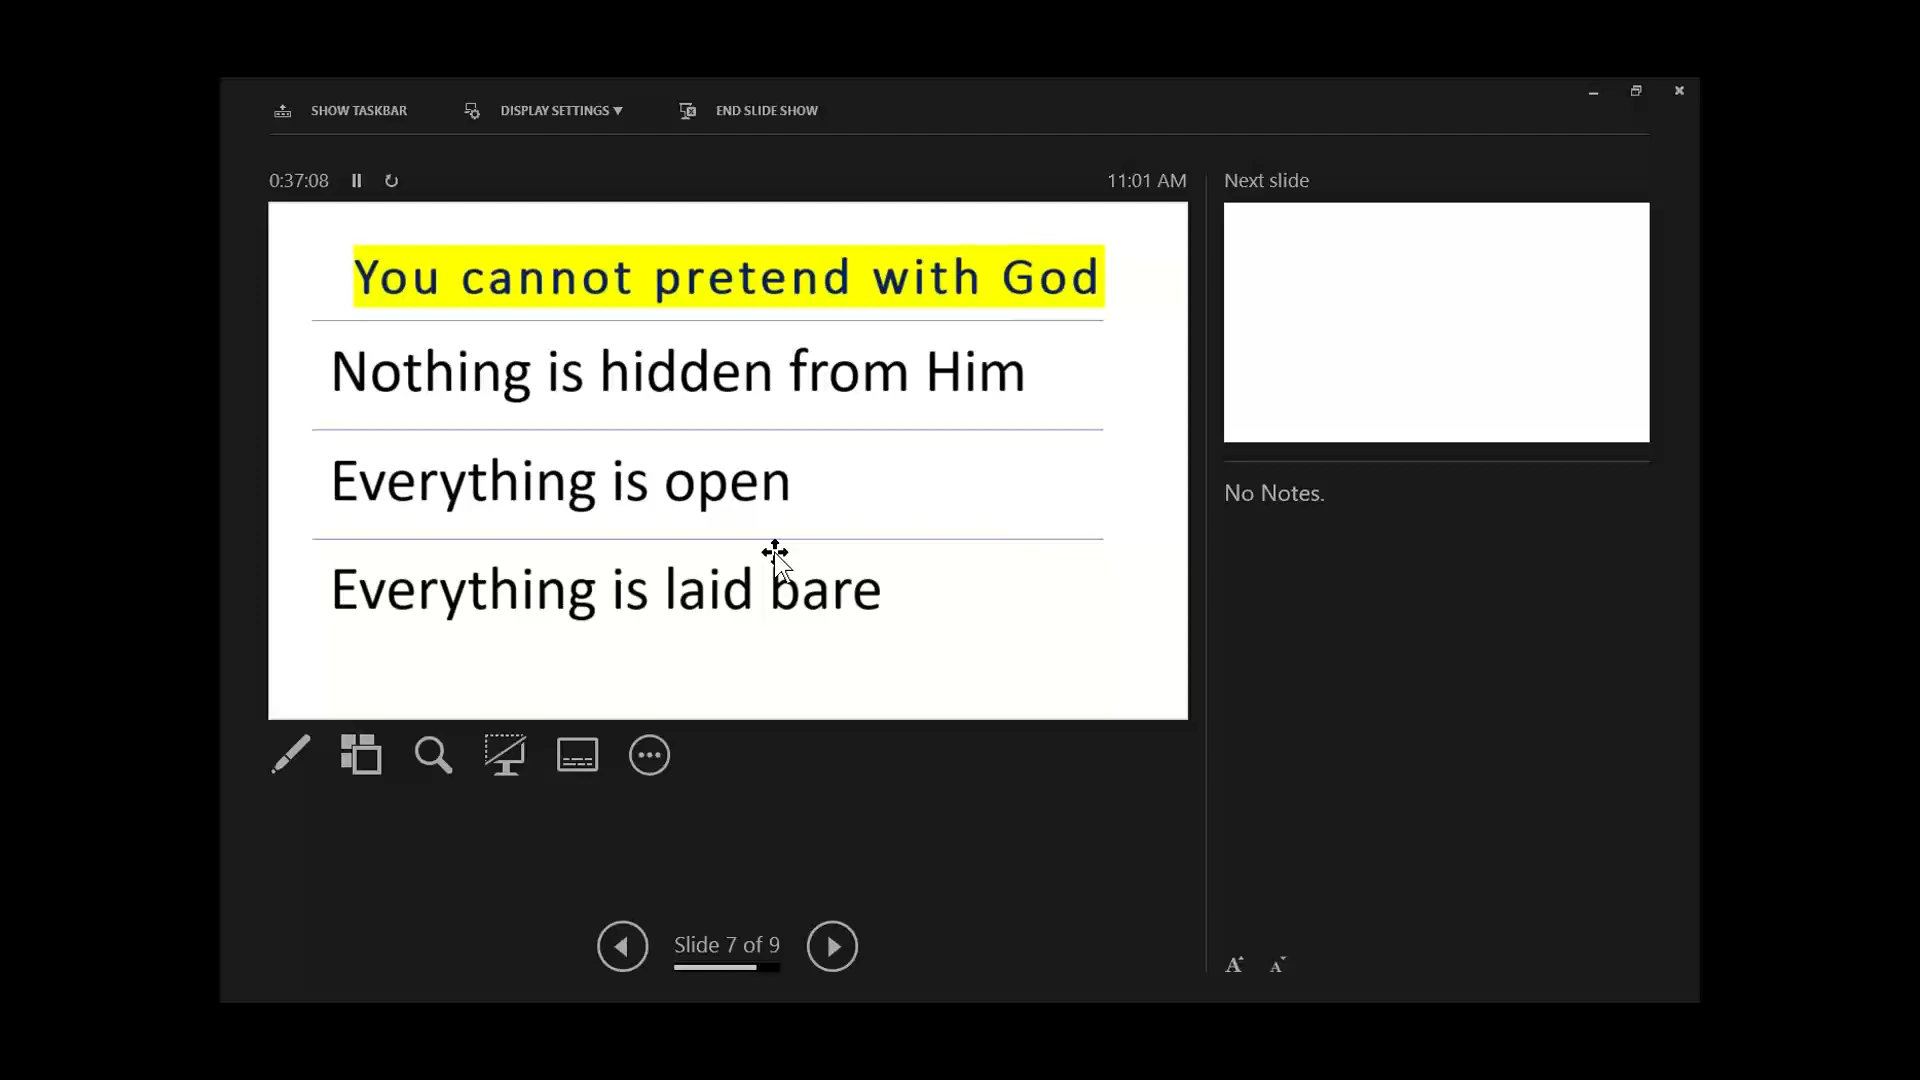 SHOW TASKBAR
DISPLAY SETTINGS ▼
END SLIDE SHOW
0:37:08
11:01 AM
Next slide
You cannot pretend with God
Nothing is hidden from Him
Everything is open
Everything is laid bare
No Notes.
Slide 7 of 9
A A